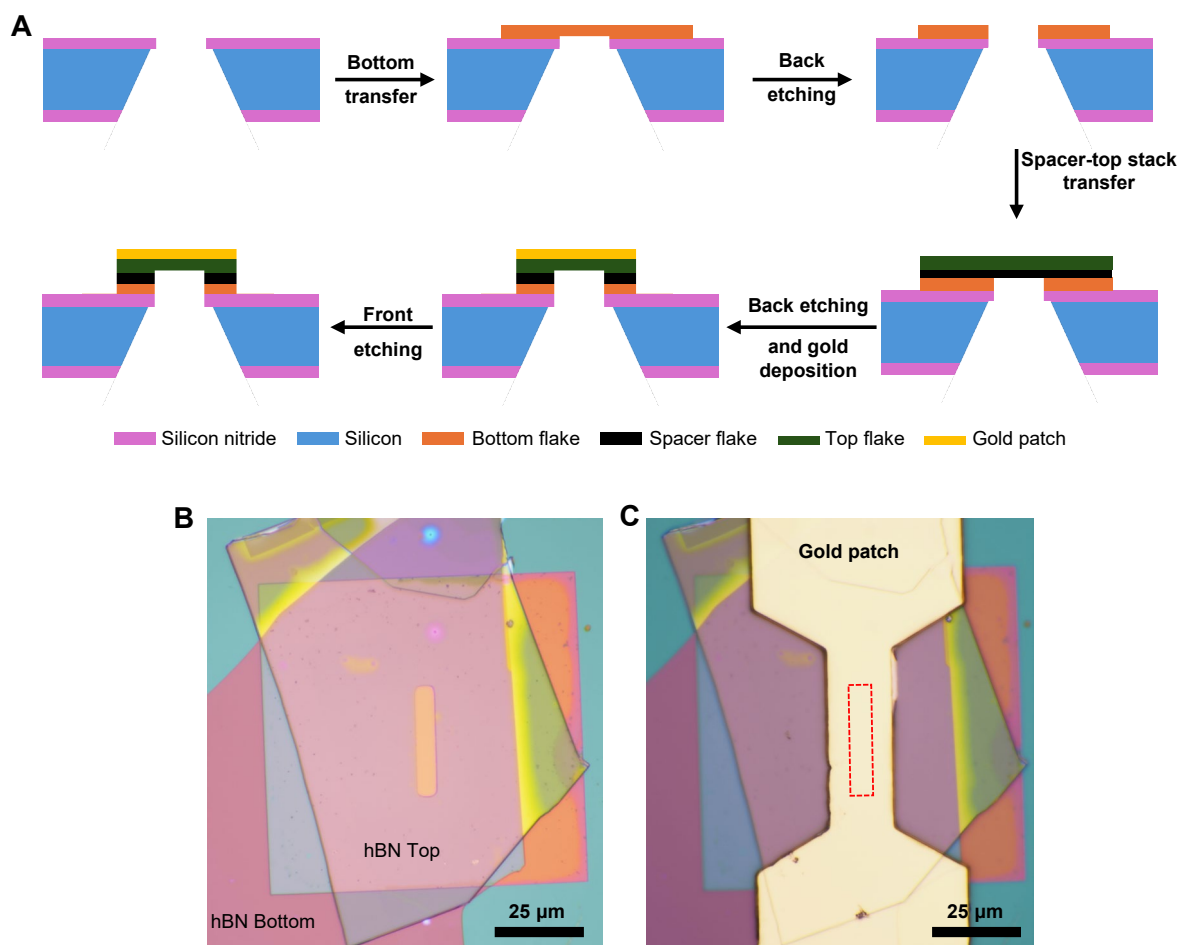 A
Bottom
transfer
Back
etching
Spacer-top stack
transfer
Back etching
and gold
deposition
Front
etching
Silicon nitride
Silicon
Bottom flake
Spacer flake
Top flake
Gold patch
B
hBN Top
hBN Bottom
25 µm
C
Gold patch
25 µm